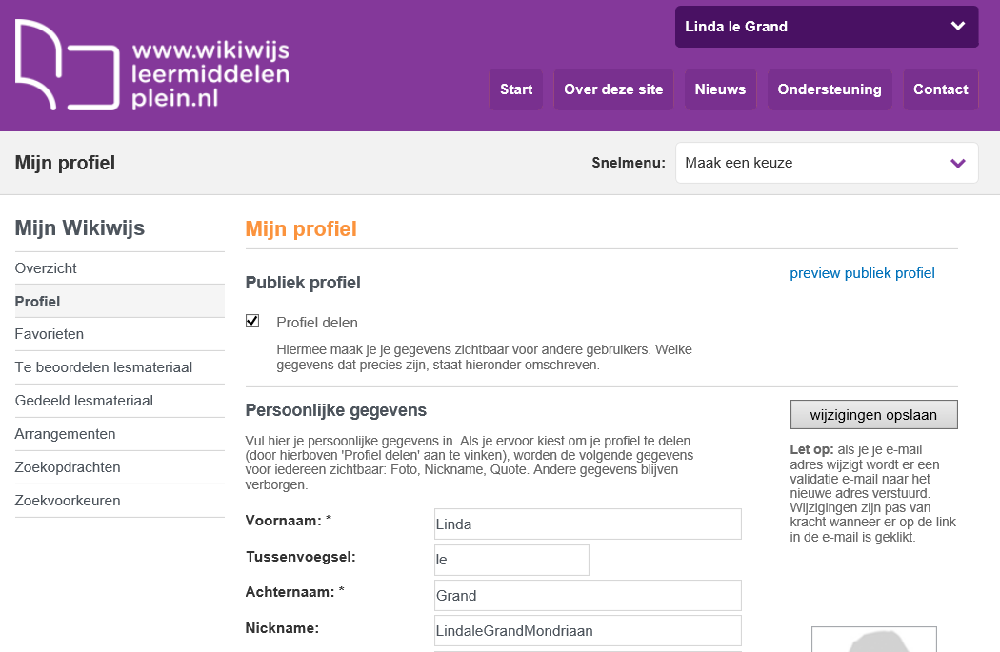 www.wikiwijs
leermiddelen
plein.nl
Linda le Grand
Start
Over deze site
Nieuws
Ondersteuning
Contact
Mijn profiel
Snelmenu:
Maak een keuze
Mijn Wikiwijs
Overzicht
Profiel
Favorieten
Te beoordelen lesmateriaal
Gedeeld lesmateriaal
Arrangementen
Zoekopdrachten
Zoekvoorkeuren
Mijn profiel
Publiek profiel
preview publiek profiel
Profiel delen
Hiermee maak je je gegevens zichtbaar voor andere gebruikers. Welke
gegevens dat precies zijn, staat hieronder omschreven.
Persoonlijke gegevens
Vul hier je persoonlijke gegevens in. Als je ervoor kiest om je profiel te delen
(door hierboven 'Profiel delen' aan te vinken), worden de volgende gegevens
voor iedereen zichtbaar: Foto, Nickname, Quote. Andere gegevens blijven
verborgen.
wijzigingen opslaan
Let op: als je je e-mail
adres wijzigt wordt er een
validatie e-mail naar het
nieuwe adres verstuurd.
Wijzigingen zijn pas van
kracht wanneer er op de link
in de e-mail is geklikt.
Voornaam: *
Linda
Tussenvoegsel:
le
Achternaam: *
Grand
Nickname:
LindaleGrandMondriaan